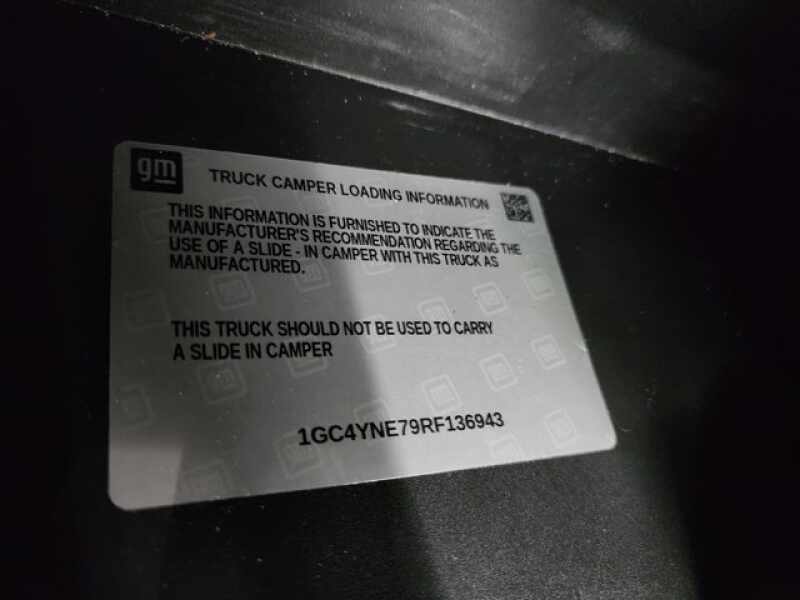 gm
TRUCK CAMPER LOADING INFORMATION
THIS INFORMATION IS FURNISHED TO INDICATE THE
MANUFACTURER'S RECOMMENDATION REGARDING THE
USE OF A SLIDE - IN CAMPER WITH THIS TRUCK AS
MANUFACTURED.
THIS TRUCK SHOULD NOT BE USED TO CARRY
A SLIDE IN CAMPER
1GC4YNE79RF136943